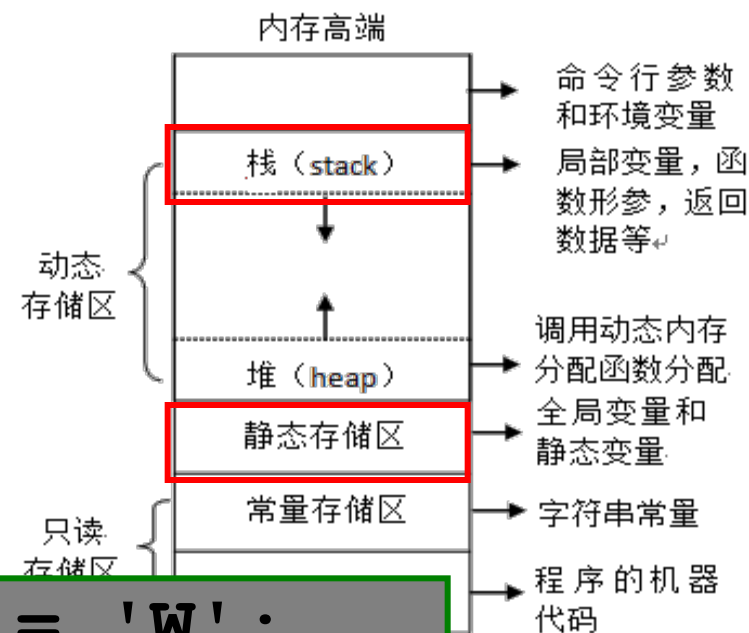 内存高端
命令行参数
和环境变量
栈（stack）
局部变量，函
数形参，返回
数据等↵
动态
存储区
调用动态内存
分配函数分配
堆（heap）
全局变量和
静态变量
静态存储区
常量存储区
字符串常量
只读
存储区
程序的机器
代码
= 'W';